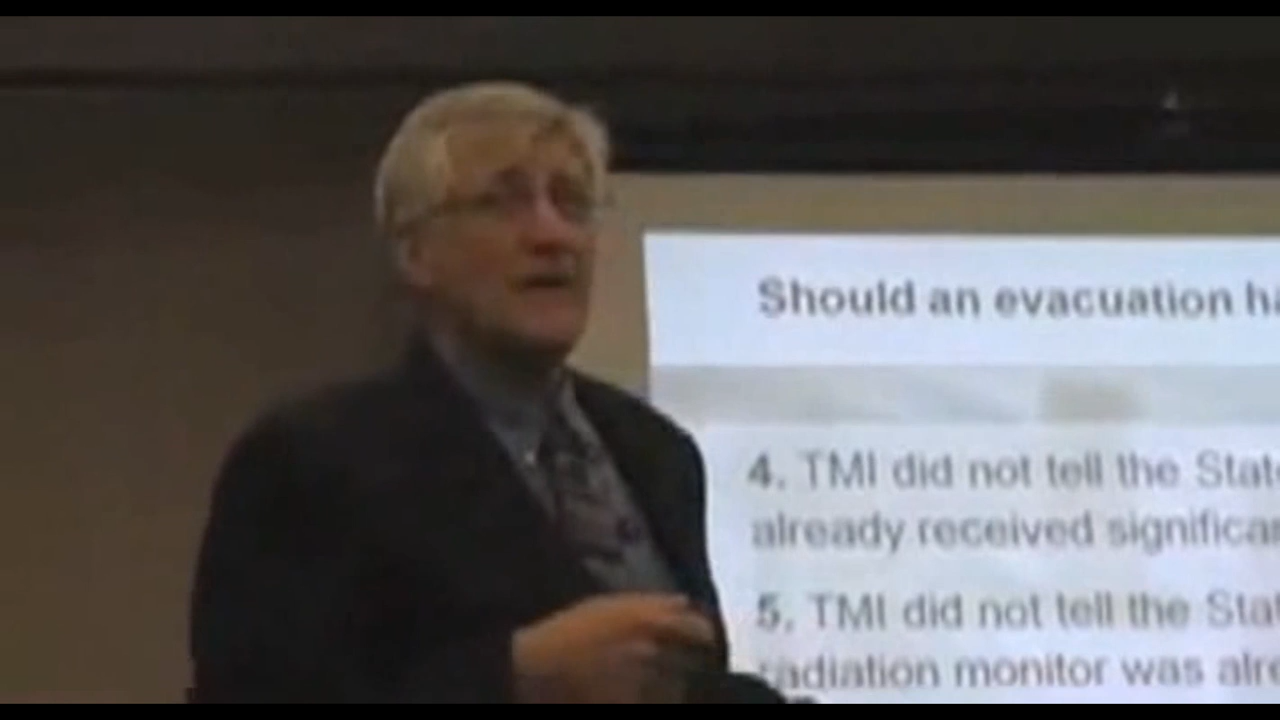 Should an evacuation
4. TMI did not tell the
already received
5. TMI did not tell the
radiation monitor was